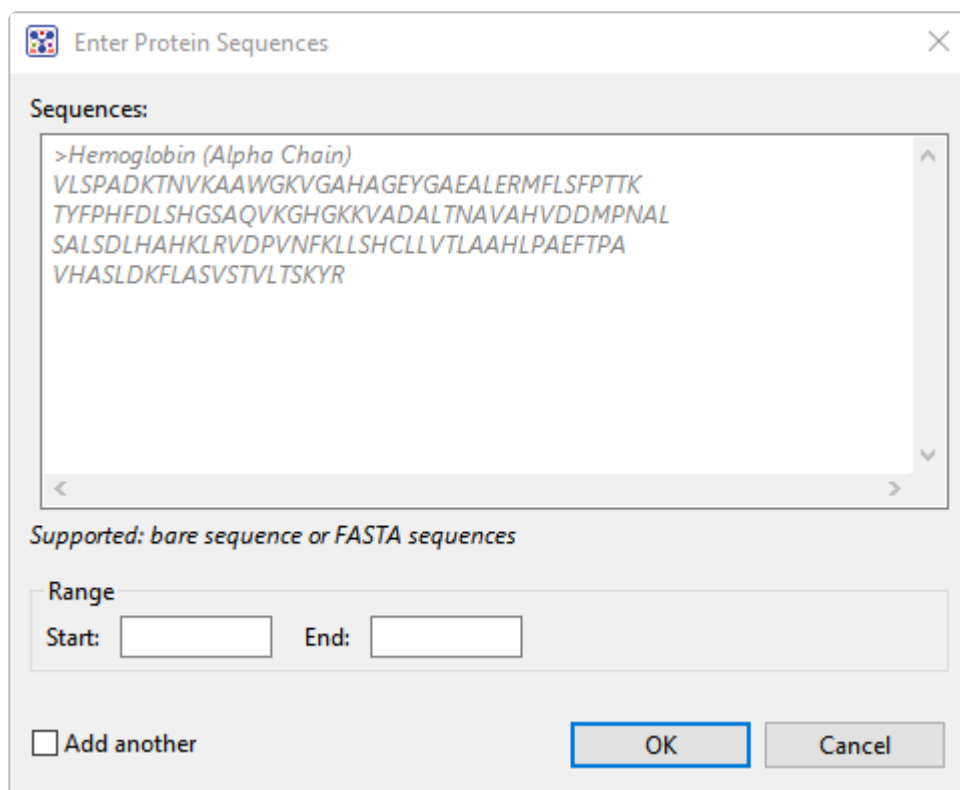 Enter Protein Sequences
Sequences:
>Hemoglobin (Alpha Chain)
VLSPADKTNVKAAWGKVGAHAGEYGAEALERMFLSFPTTK
TYFPHFDLSHGSAQVKGHGKKVADALTNAVAHVDDMPNAL
SALSDLHAHKLRVDPVNFKLLSHCLLVTLAAHLPAEFTPA
VHASLDKFLASVSTVLTSKYR
Supported: bare sequence or FASTA sequences
Range
Start: End:
Add another OK Cancel